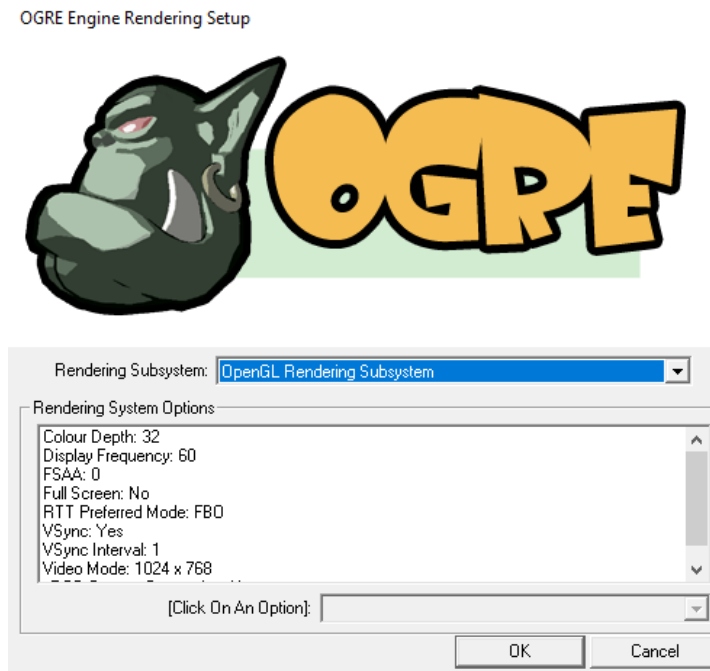 OGRE Engine Rendering Setup
OGRE
Rendering Subsystem: OpenGL Rendering Subsystem
Rendering System Options
Colour Depth: 32
Display Frequency: 60
FSAA: 0
Full Screen: No
RTT Preferred Mode: FBO
VSync: Yes
VSync Interval: 1
Video Mode: 1024 x 768
[Click On An Option]:
OK Cancel